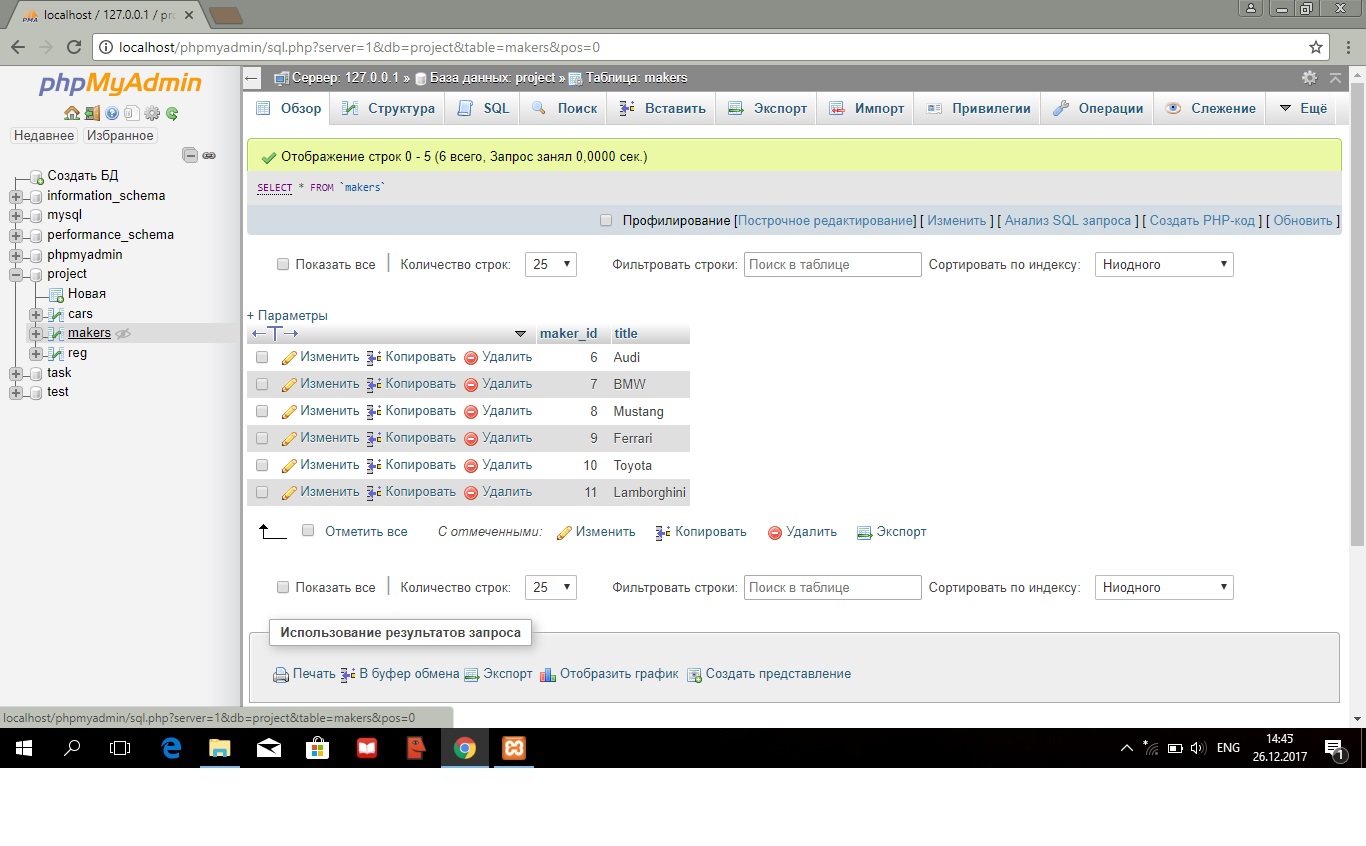 localhost / 127.0.0.1 / pro
localhost/phpmyadmin/sql.php?server=1&db=project&table=makers&pos=0
phpMyAdmin
Недавнее Избранное
Создать БД
information_schema
mysql
performance_schema
phpmyadmin
project
Новая
cars
makers
reg
task
test
Сервер: 127.0.0.1 » База данных: project » Таблица: makers
Обзор Структура SQL Поиск Вставить Экспорт Импорт Привилегии Операции Слежение Ещё
Отображение строк 0 - 5 (6 всего, Запрос занял 0,0000 сек.)
SELECT * FROM `makers`
Профилирование [Построчное редактирование] [ Изменить ] [ Анализ SQL запроса ] [ Создать PHP-код ] [ Обновить ]
Показать все Количество строк: 25 Фильтровать строки: Поиск в таблице Сортировать по индексу: Ниодного
+ Параметры
←T→ maker_id title
Изменить Копировать Удалить 6 Audi
Изменить Копировать Удалить 7 BMW
Изменить Копировать Удалить 8 Mustang
Изменить Копировать Удалить 9 Ferrari
Изменить Копировать Удалить 10 Toyota
Изменить Копировать Удалить 11 Lamborghini
Отметить все С отмеченными: Изменить Копировать Удалить Экспорт
Показать все Количество строк: 25 Фильтровать строки: Поиск в таблице Сортировать по индексу: Ниодного
Использование результатов запроса
Печать В буфер обмена Экспорт Отобразить график Создать представление
localhost/phpmyadmin/sql.php?server=1&db=project&table=makers&pos=0
ENG
14:45
26.12.2017
1